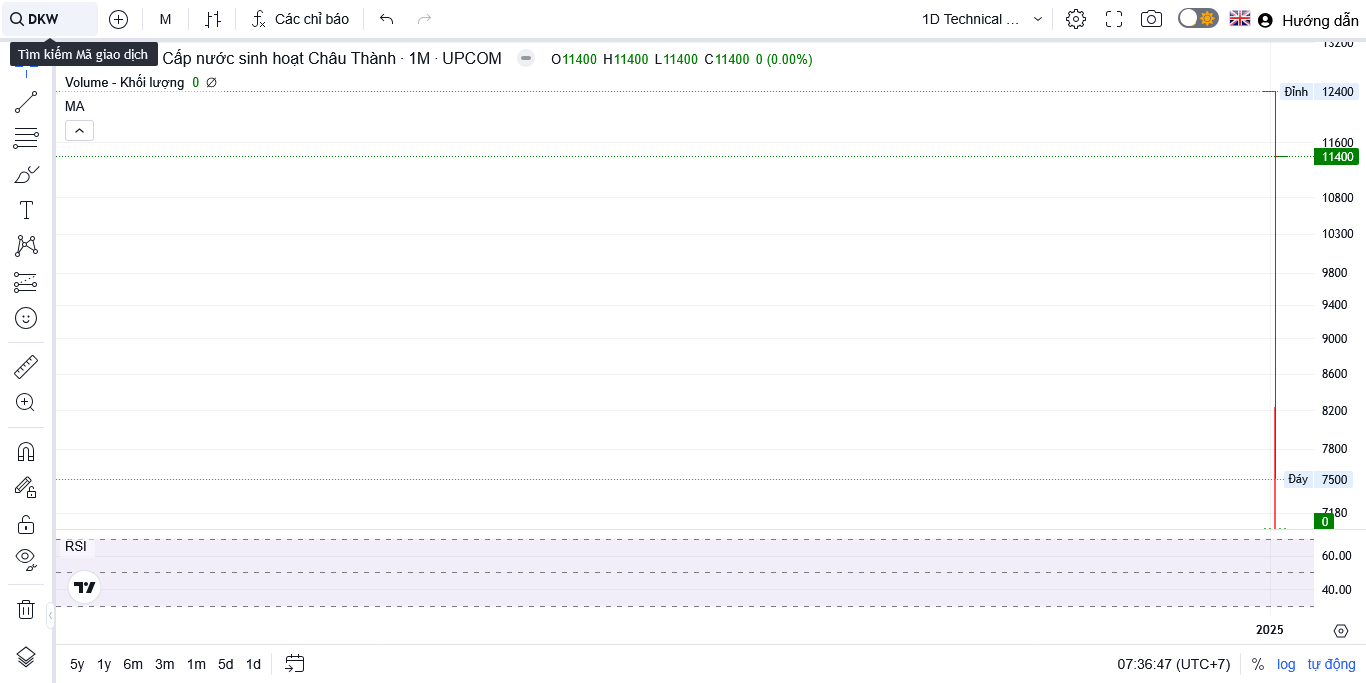 DKW
M
Các chỉ báo
1D Technical ...
Hướng dẫn
Tìm kiếm Mã giao dịch
Cấp nước sinh hoạt Châu Thành · 1M · UPCOM
O11400 H11400 L11400 C11400 0 (0.00%)
Volume - Khối lượng 0 Ø
MA
13200
Đỉnh 12400
11600
11400
10800
10300
9800
9400
9000
8600
8200
7800
Đáy 7500
7180
0
RSI
60.00
40.00
2025
5y 1y 6m 3m 1m 5d 1d
07:36:47 (UTC+7)
% log tự động